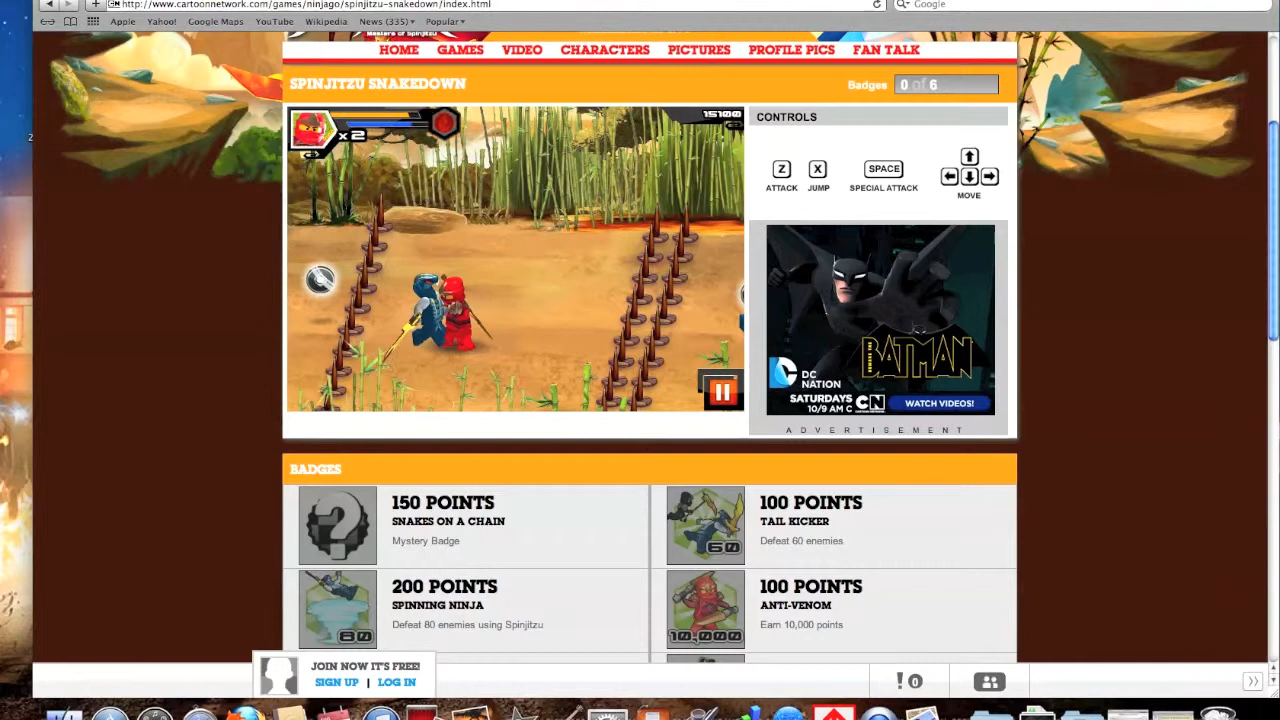 http://www.cartoonnetwork.com/games/ninjago/spinjitzu-snakedown/index.html
Google
Apple Yahoo! Google Maps YouTube Wikipedia News (335) Popular
Masters of Spinjitzu
HOME GAMES VIDEO CHARACTERS PICTURES PROFILE PICS FAN TALK
SPINJITZU SNAKEDOWN
Badges 0 of 6
x2
15100
CONTROLS
Z X SPACE
ATTACK JUMP SPECIAL ATTACK
MOVE
BATMAN
DC NATION
SATURDAYS 10/9 AM C CN
WATCH VIDEOS!
ADVERTISEMENT
BADGES
?
150 POINTS
SNAKES ON A CHAIN
Mystery Badge
60
100 POINTS
TAIL KICKER
Defeat 60 enemies
80
200 POINTS
SPINNING NINJA
Defeat 80 enemies using Spinjitzu
10,000
100 POINTS
ANTI-VENOM
Earn 10,000 points
JOIN NOW IT'S FREE!
SIGN UP | LOG IN
! 0